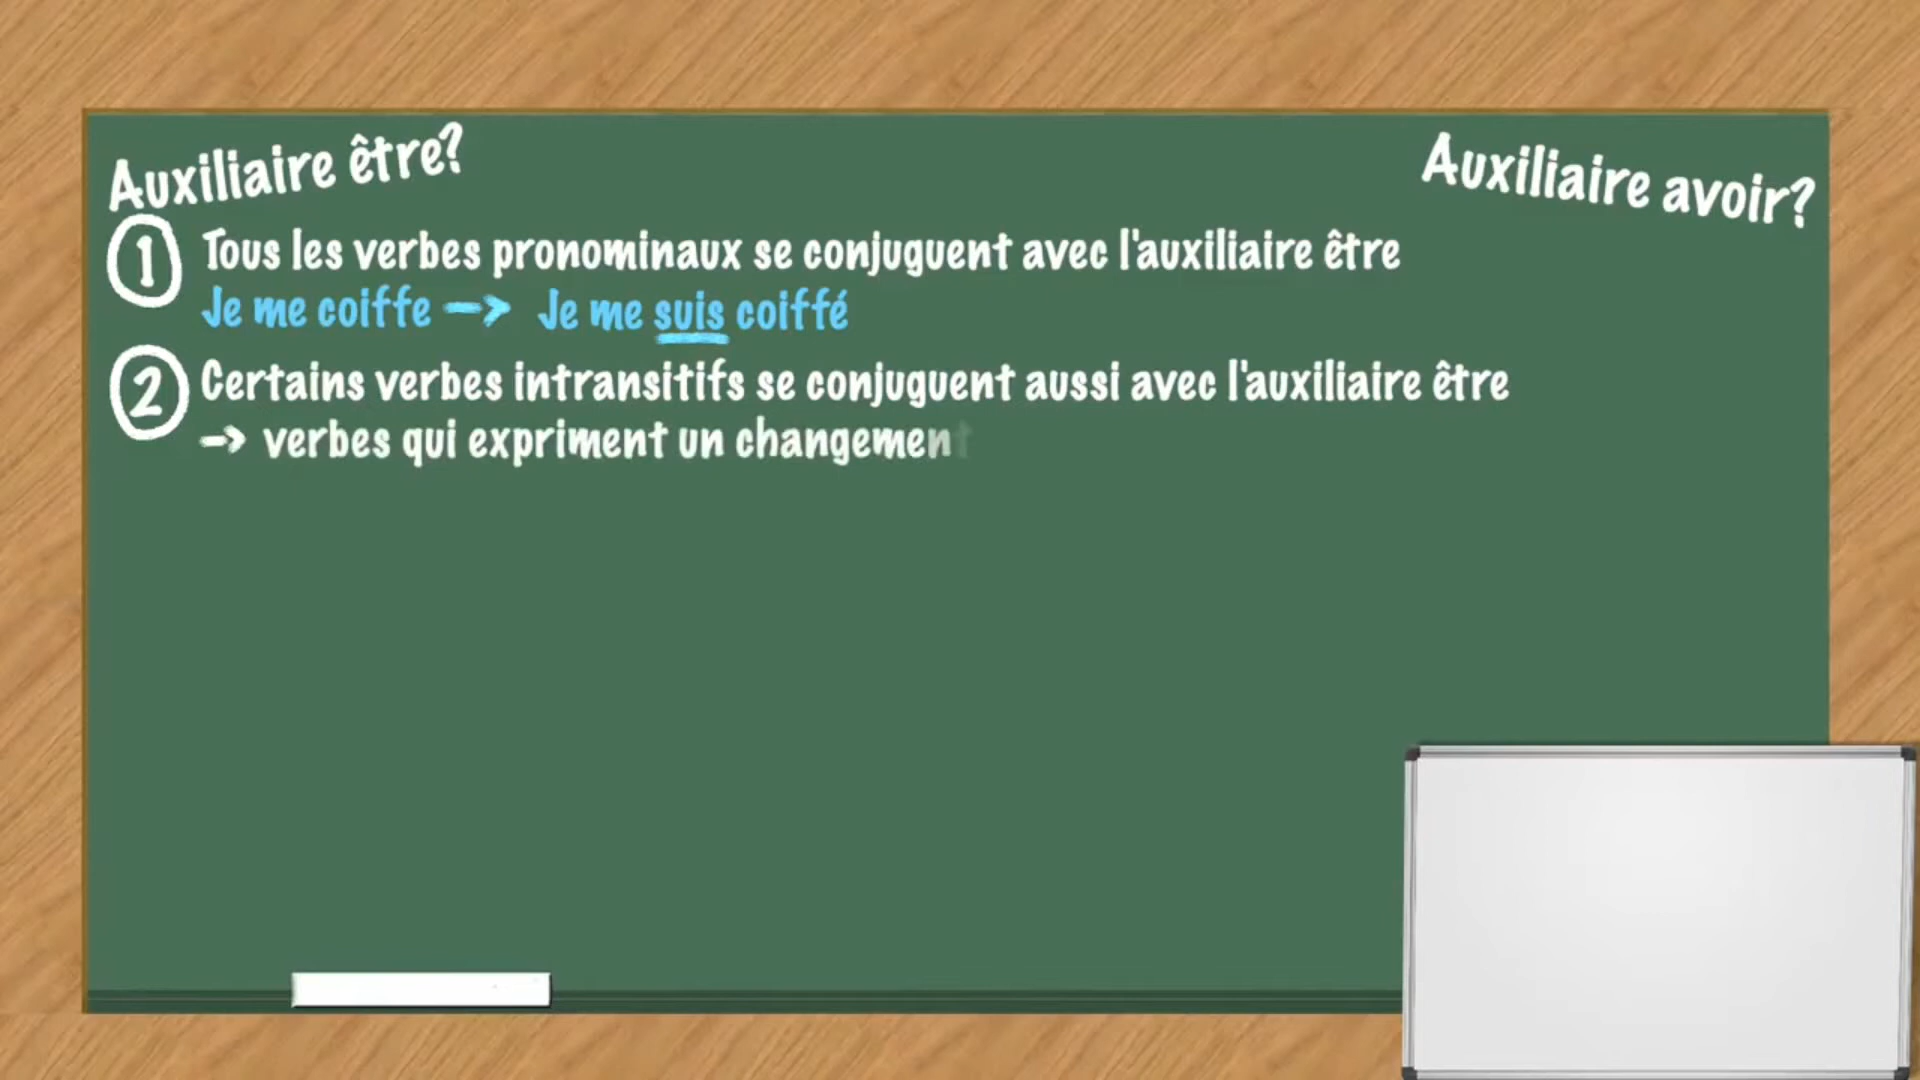 Auxiliaire être?
Auxiliaire avoir?
1 Tous les verbes pronominaux se conjuguent avec l'auxiliaire être
Je me coiffe → Je me suis coiffé
2 Certains verbes intransitifs se conjuguent aussi avec l'auxiliaire être
→ verbes qui expriment un changement